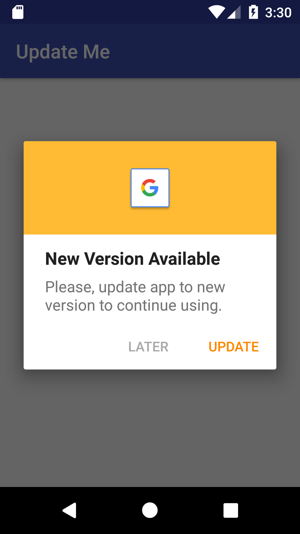 3:30
Update Me
G
New Version Available
Please, update app to new
version to continue using.
LATER UPDATE